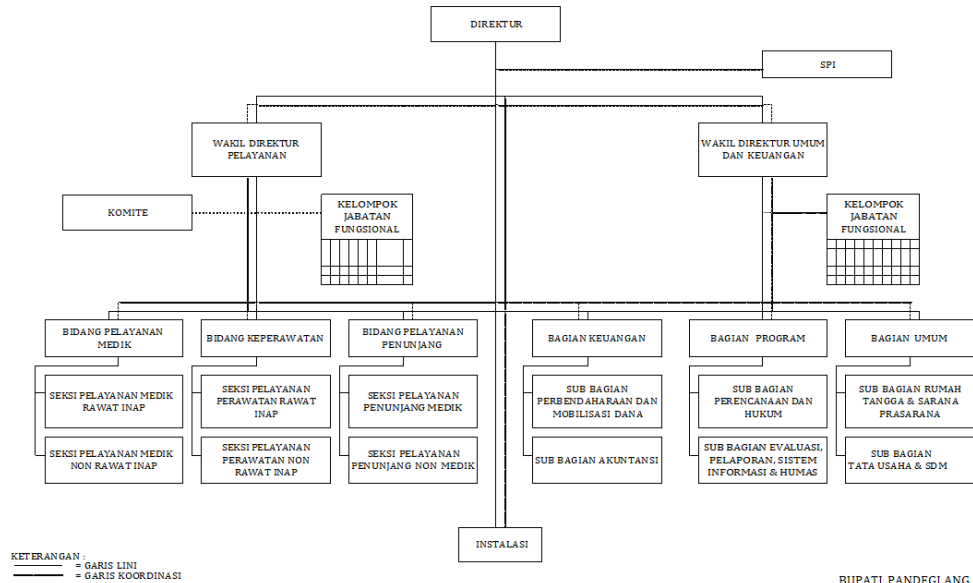 DIREKTUR
SPI
WAKIL DIREKTUR
PELAYANAN
WAKIL DIREKTUR UMUM
DAN KEUANGAN
KOMITE
KELOMPOK
JABATAN
FUNGSIONAL
KELOMPOK
JABATAN
FUNGSIONAL
BIDANG PELAYANAN
MEDIK
BIDANG KEPERAWATAN
BIDANG PELAYANAN
PENUNJANG
BAGIAN KEUANGAN
BAGIAN PROGRAM
BAGIAN UMUM
SEKSI PELAYANAN MEDIK
RAWAT INAP
SEKSI PELAYANAN
PERAWATAN RAWAT
INAP
SEKSI PELAYANAN
PENUNJANG MEDIK
SUB BAGIAN
PERBENDAHARAAN DAN
MOBILISASI DANA
SUB BAGIAN
PERENCANAAN DAN
HUKUM
SUB BAGIAN RUMAH
TANGGA & SARANA
PRASARANA
SEKSI PELAYANAN MEDIK
NON RAWAT INAP
SEKSI PELAYANAN
PERAWATAN NON
RAWAT INAP
SEKSI PELAYANAN
PENUNJANG NON MEDIK
SUB BAGIAN AKUNTANSI
SUB BAGIAN EVALUASI,
PELAPORAN, SISTEM
INFORMASI & HUMAS
SUB BAGIAN
TATA USAHA & SDM
INSTALASI
KETERANGAN :
= GARIS LINI
= GARIS KOORDINASI
BUPATI PANDEGLANG,